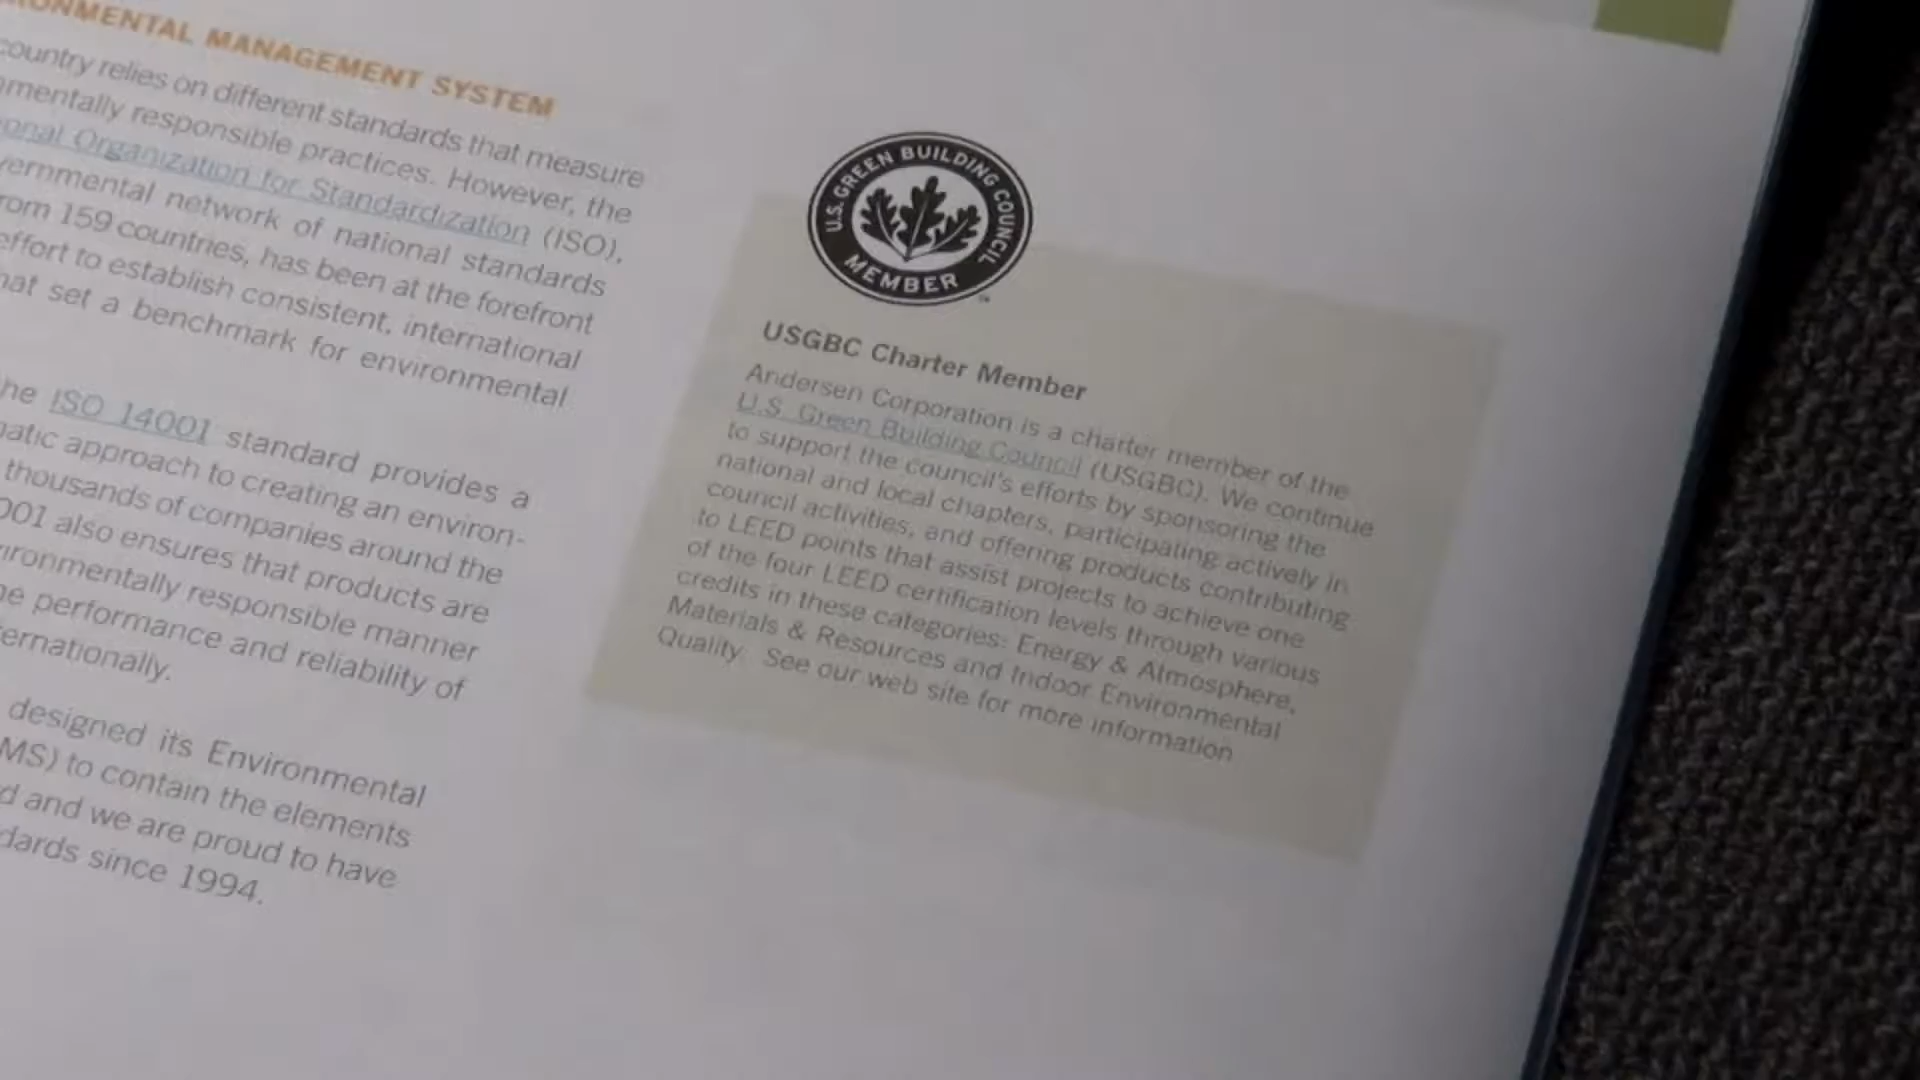 RONMENTAL MANAGEMENT SYSTEM
country relies on different standards that measure
mentally responsible practices. However, the
onal Organization for Standardization (ISO),
vernmental network of national standards
rom 159 countries, has been at the forefront
effort to establish consistent, international
hat set a benchmark for environmental
he ISO 14001 standard provides a
matic approach to creating an environ-
thousands of companies around the
001 also ensures that products are
vironmentally responsible manner
he performance and reliability of
ternationally.
designed its Environmental
MS) to contain the elements
d and we are proud to have
dards since 1994.
U.S. GREEN BUILDING COUNCIL
MEMBER
USGBC Charter Member
Andersen Corporation is a charter member of the
U.S. Green Building Council (USGBC). We continue
to support the council's efforts by sponsoring the
national and local chapters, participating actively in
council activities, and offering products contributing
to LEED points that assist projects to achieve one
of the four LEED certification levels through various
credits in these categories: Energy & Atmosphere,
Materials & Resources and Indoor Environmental
Quality. See our web site for more information